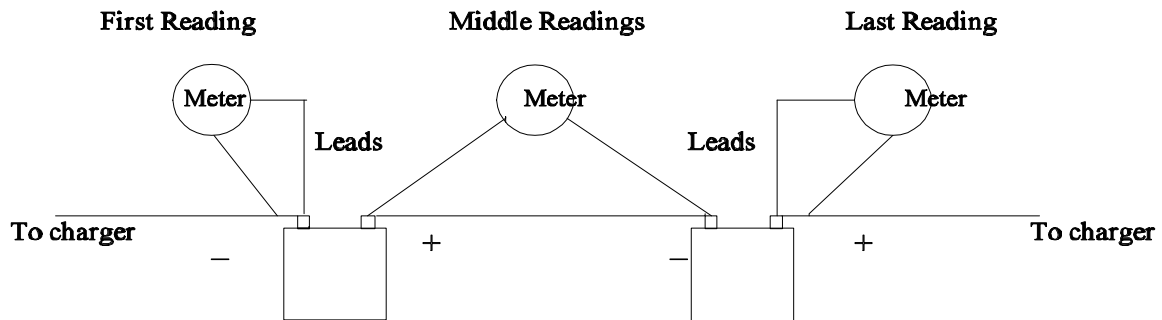 First Reading
Middle Readings
Last Reading
Meter
Meter
Meter
Leads
Leads
To charger
To charger
−
+
−
+